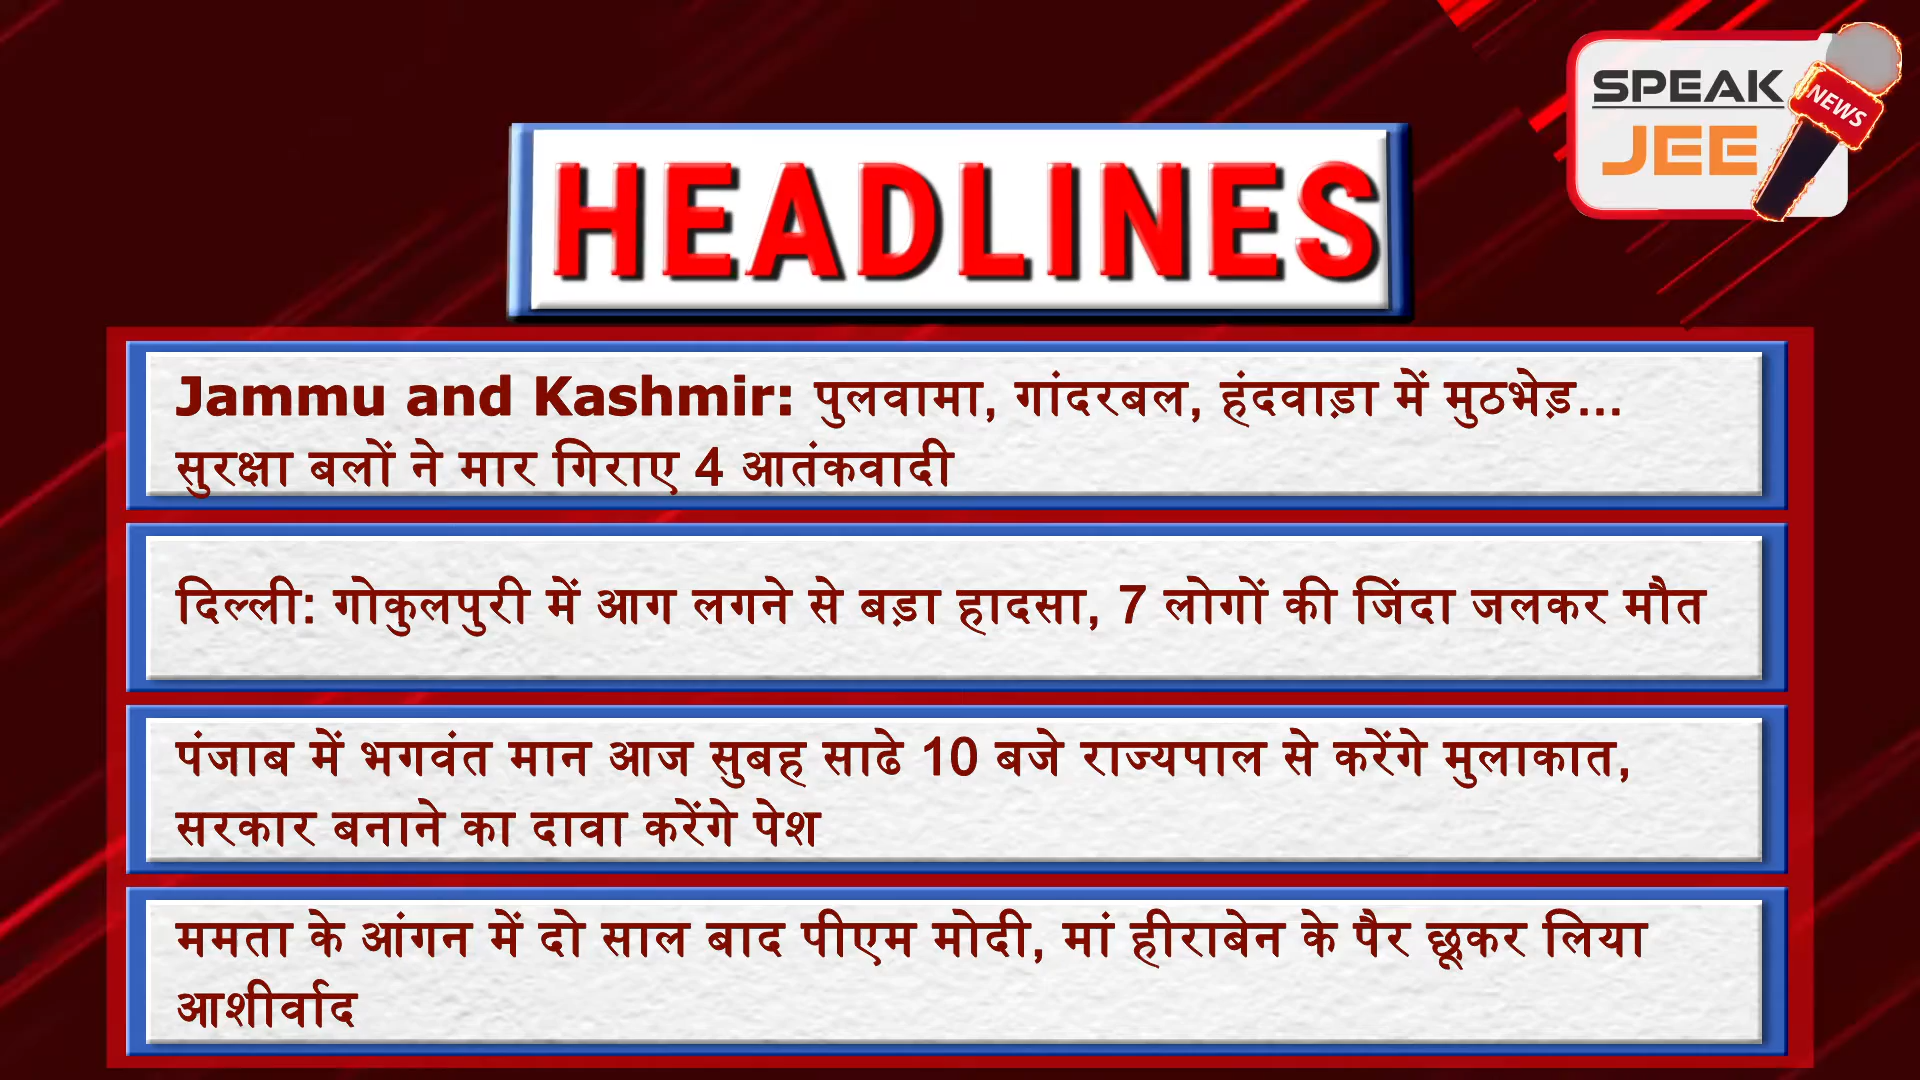 SPEAK
JEE
NEWS
HEADLINES
Jammu and Kashmir: पुलवामा, गांदरबल, हंदवाड़ा में मुठभेड़...
सुरक्षा बलों ने मार गिराए 4 आतंकवादी
दिल्ली: गोकुलपुरी में आग लगने से बड़ा हादसा, 7 लोगों की जिंदा जलकर मौत
पंजाब में भगवंत मान आज सुबह साढे 10 बजे राज्यपाल से करेंगे मुलाकात,
सरकार बनाने का दावा करेंगे पेश
ममता के आंगन में दो साल बाद पीएम मोदी, मां हीराबेन के पैर छूकर लिया
आशीर्वाद